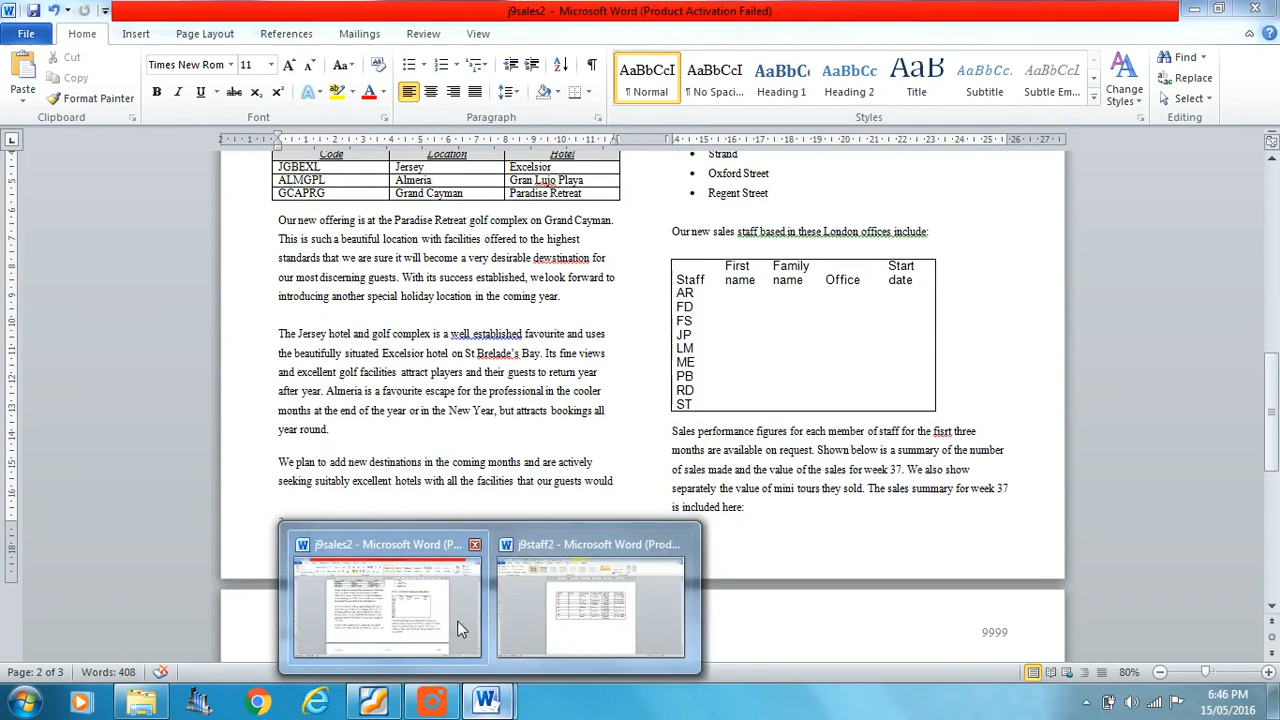 j9sales2 - Microsoft Word (Product Activation Failed)
File Home Insert Page Layout References Mailings Review View
Cut
Copy
Paste
Format Painter
Clipboard
Times New Rom 11
Font
Paragraph
AaBbCcI AaBbCcI AaBbC AaBbCc AaB AaBbCcI AaBbCcI
¶ Normal ¶ No Spaci... Heading 1 Heading 2 Title Subtitle Subtle Em...
Change Styles
Styles
Find
Replace
Select
Editing
Code Location Hotel
JGBEXL Jersey Excelsior
ALMGPL Almeria Gran Lujo Playa
GCAPRG Grand Cayman Paradise Retreat
Our new offering is at the Paradise Retreat golf complex on Grand Cayman.
This is such a beautiful location with facilities offered to the highest
standards that we are sure it will become a very desirable dewstination for
our most discerning guests. With its success established, we look forward to
introducing another special holiday location in the coming year.
The Jersey hotel and golf complex is a well established favourite and uses
the beautifully situated Excelsior hotel on St Brelade's Bay. Its fine views
and excellent golf facilities attract players and their guests to return year
after year. Almeria is a favourite escape for the professional in the cooler
months at the end of the year or in the New Year, but attracts bookings all
year round.
We plan to add new destinations in the coming months and are actively
seeking suitably excellent hotels with all the facilities that our guests would
• Strand
• Oxford Street
• Regent Street
Our new sales staff based in these London offices include:
First Family Start
Staff name name Office date
AR
FD
FS
JP
LM
ME
PB
RD
ST
Sales performance figures for each member of staff for the fisrt three
months are available on request. Shown below is a summary of the number
of sales made and the value of the sales for week 37. We also show
separately the value of mini tours they sold. The sales summary for week 37
is included here:
9999
j9sales2 - Microsoft Word (P...
j9staff2 - Microsoft Word (Prod...
Page: 2 of 3 Words: 408
80%
6:46 PM
15/05/2016